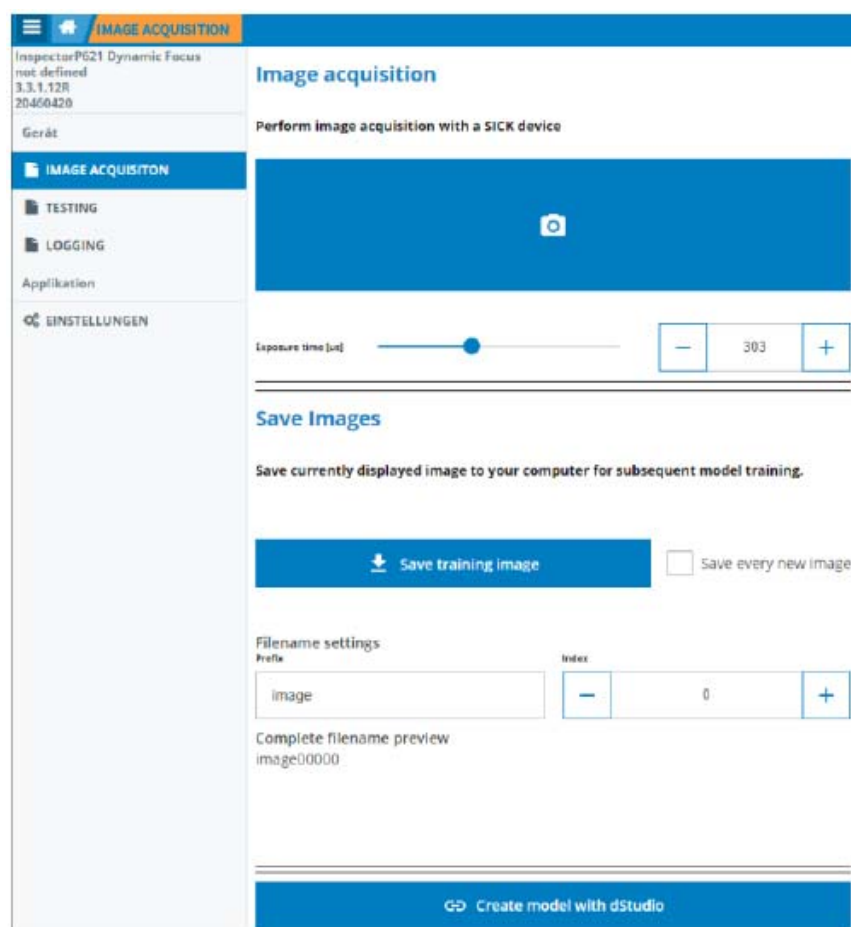 IMAGE ACQUISITION
InspectorP621 Dynamic Focus
not defined
3.3.1.12R
20460420
Gerät
IMAGE ACQUISITON
TESTING
LOGGING
Applikation
EINSTELLUNGEN
Image acquisition
Perform image acquisition with a SICK device
Exposure time [µs]
303
Save Images
Save currently displayed image to your computer for subsequent model training.
Save training image
Save every new image
Filename settings
Prefix
Index
image
0
Complete filename preview
image00000
Create model with dStudio